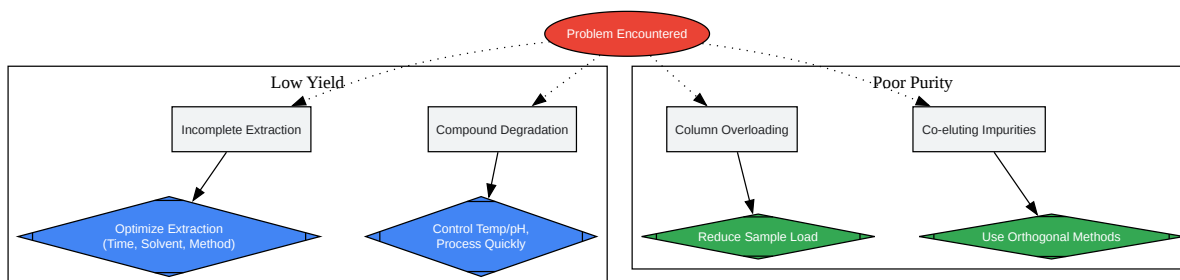 Problem Encountered
Low Yield
Poor Purity
Incomplete Extraction
Compound Degradation
Column Overloading
Co-eluting Impurities
Optimize Extraction
(Time, Solvent, Method)
Control Temp/pH,
Process Quickly
Reduce Sample Load
Use Orthogonal Methods